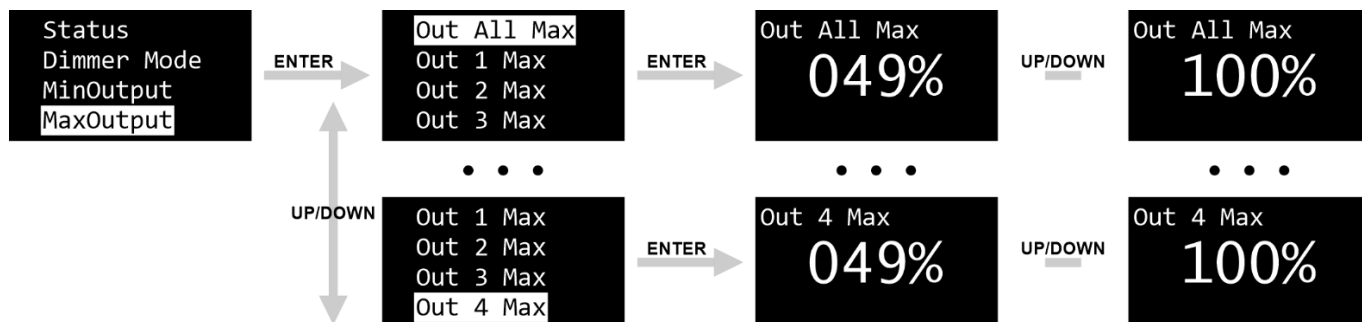 Status
Dimmer Mode
MinOutput
MaxOutput
ENTER
Out All Max
Out 1 Max
Out 2 Max
Out 3 Max
ENTER
Out All Max
049%
UP/DOWN
Out All Max
100%
• • •
• • •
• • •
UP/DOWN
Out 1 Max
Out 2 Max
Out 3 Max
Out 4 Max
ENTER
Out 4 Max
049%
UP/DOWN
Out 4 Max
100%